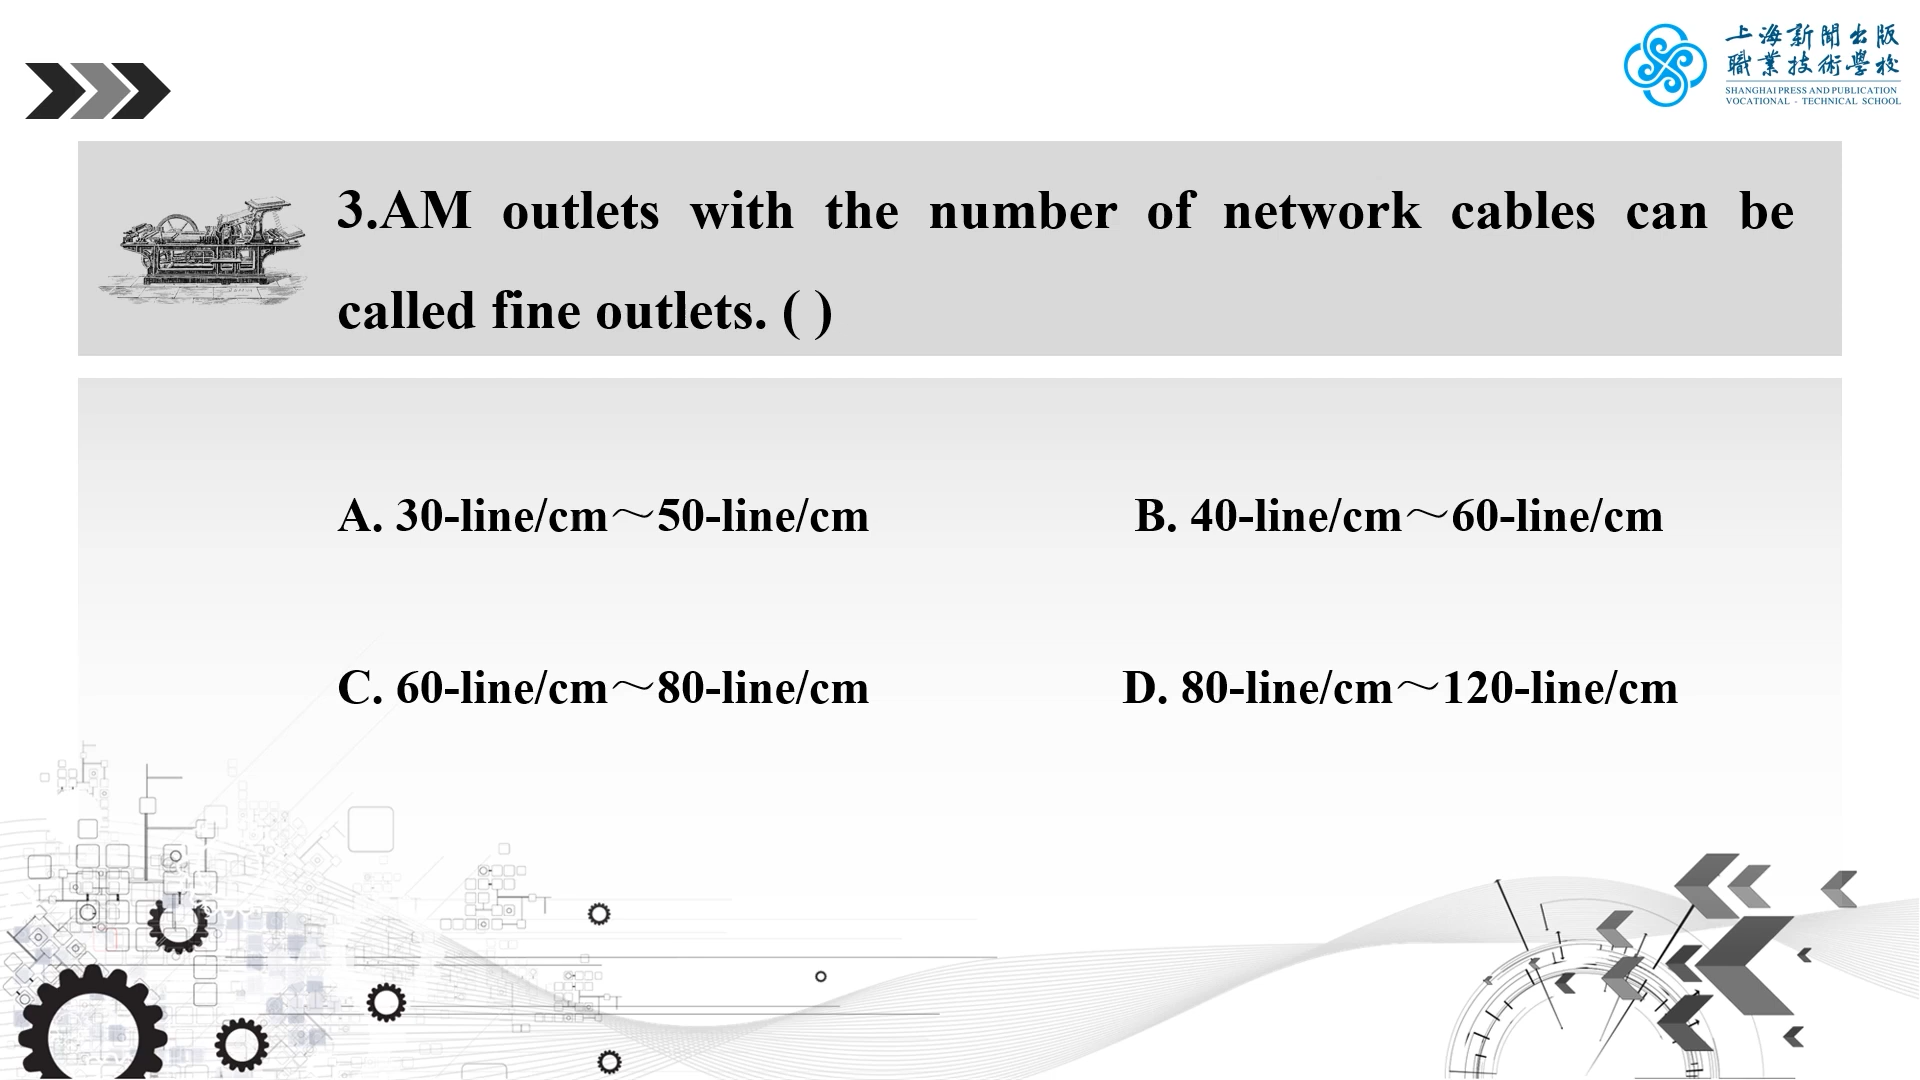 上海新聞出版
職業技術學校
SHANGHAI PRESS AND PUBLICATION
VOCATIONAL - TECHNICAL SCHOOL
3.AM outlets with the number of network cables can be
called fine outlets. ( )
A. 30-line/cm～50-line/cm
B. 40-line/cm～60-line/cm
C. 60-line/cm～80-line/cm
D. 80-line/cm～120-line/cm